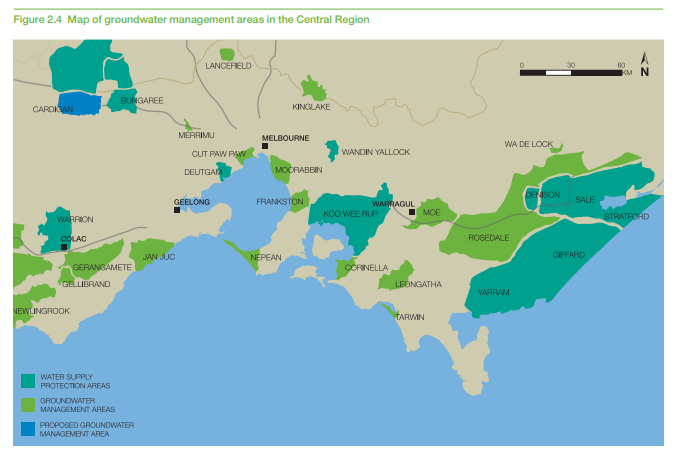 Figure 2.4 Map of groundwater management areas in the Central Region
0 30 60
KM
N
LANCEFIELD
CARDIGAN
BUNGAREE
KINGLAKE
MERRIMU
MELBOURNE
CUT PAW PAW
WANDIN YALLOCK
WA DE LOCK
DEUTGAM
MOORABBIN
GEELONG
FRANKSTON
WARRAGUL
KOO WEE RUP
MOE
DENISON
SALE
STRATFORD
WARRION
COLAC
ROSEDALE
GIFFARD
JAN JUC
NEPEAN
GERANGAMETE
CORINELLA
GELLIBRAND
LEONGATHA
YARRAM
NEWLINGROOK
TARWIN
WATER SUPPLY
PROTECTION AREAS
GROUNDWATER
MANAGEMENT AREAS
PROPOSED GROUNDWATER
MANAGEMENT AREA